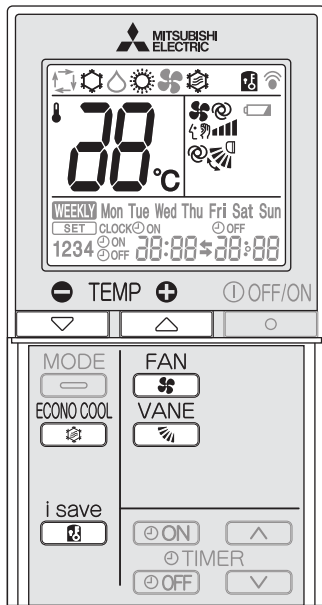 MITSUBISHI
ELECTRIC
88°C
WEEKLY Mon Tue Wed Thu Fri Sat Sun
SET CLOCK ON OFF
1234 ON OFF 88:88 88:88
TEMP OFF/ON
MODE FAN
ECONO COOL VANE
i save
ON
TIMER
OFF